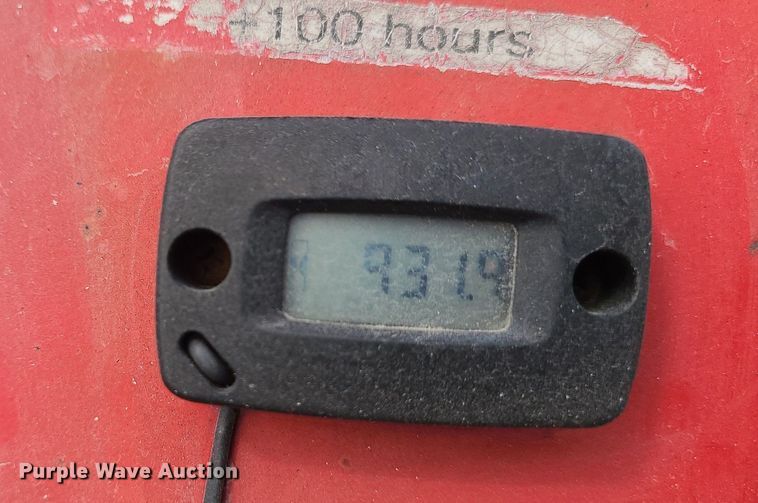 +100 hours
931.9
Purple Wave Auction